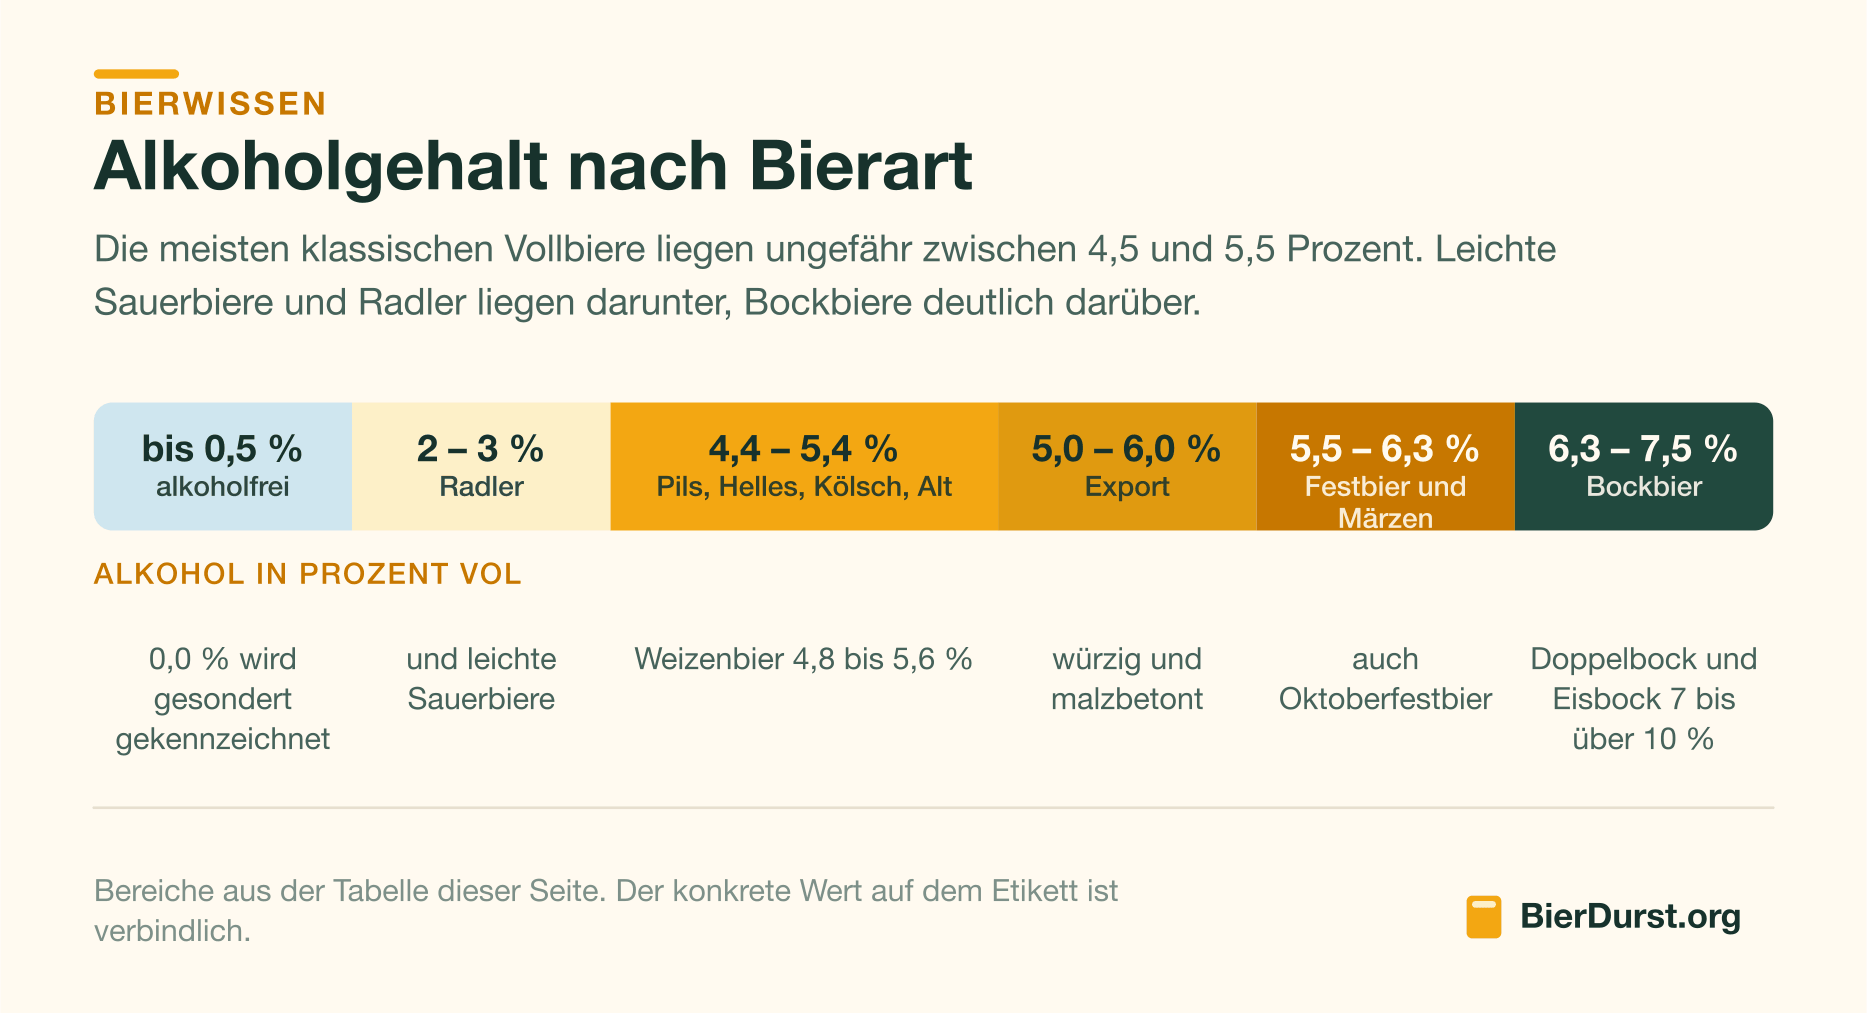 BIERWISSEN
Alkoholgehalt nach Bierart
Die meisten klassischen Vollbiere liegen ungefähr zwischen 4,5 und 5,5 Prozent. Leichte
Sauerbiere und Radler liegen darunter, Bockbiere deutlich darüber.
bis 0,5 %
alkoholfrei
2 – 3 %
Radler
4,4 – 5,4 %
Pils, Helles, Kölsch, Alt
5,0 – 6,0 %
Export
5,5 – 6,3 %
Festbier und
Märzen
6,3 – 7,5 %
Bockbier
ALKOHOL IN PROZENT VOL
0,0 % wird
gesondert
gekennzeichnet
und leichte
Sauerbiere
Weizenbier 4,8 bis 5,6 %
würzig und
malzbetont
auch
Oktoberfestbier
Doppelbock und
Eisbock 7 bis
über 10 %
Bereiche aus der Tabelle dieser Seite. Der konkrete Wert auf dem Etikett ist
verbindlich.
BierDurst.org